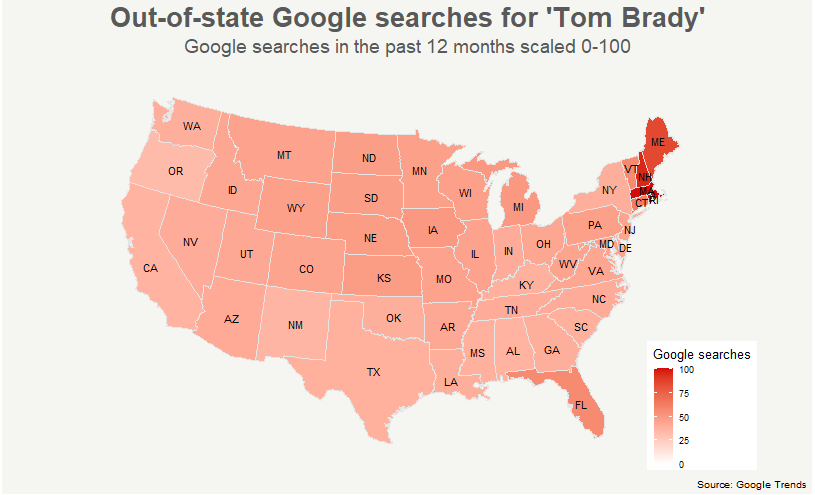 Out-of-state Google searches for 'Tom Brady'
Google searches in the past 12 months scaled 0-100
WA
ME
MT
ND
VT
MN
OR
NH
ID
SD
WI
NY
MA
WY
MI
RI
CT
IA
PA
NJ
NE
NV
OH
MD
UT
IL
IN
DE
CO
WV
CA
KS
MO
VA
KY
NC
TN
OK
AZ
NM
AR
SC
MS
AL
GA
TX
LA
FL
Google searches
100
75
50
25
0
Source: Google Trends